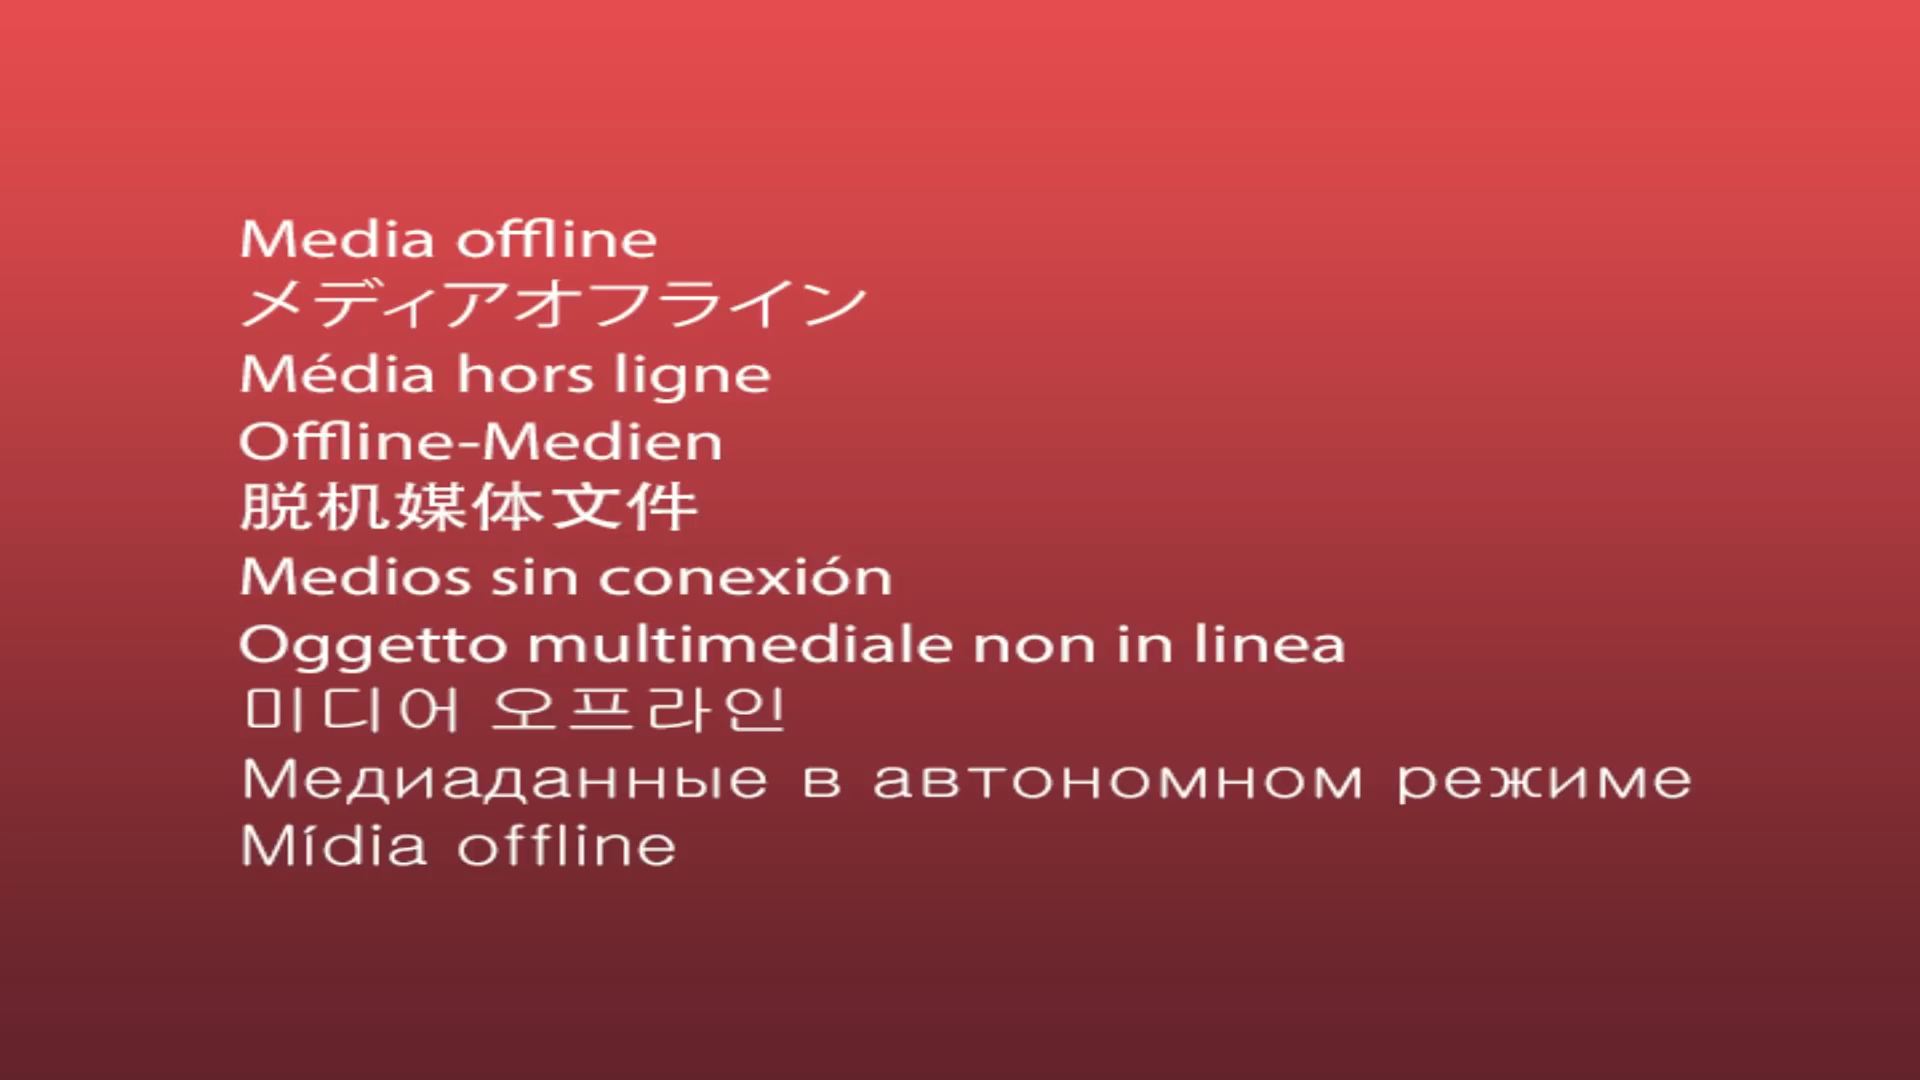 Media offline
メディアオフライン
Média hors ligne
Offline-Medien
脱机媒体文件
Medios sin conexión
Oggetto multimediale non in linea
미디어 오프라인
Медиаданные в автономном режиме
Mídia offline